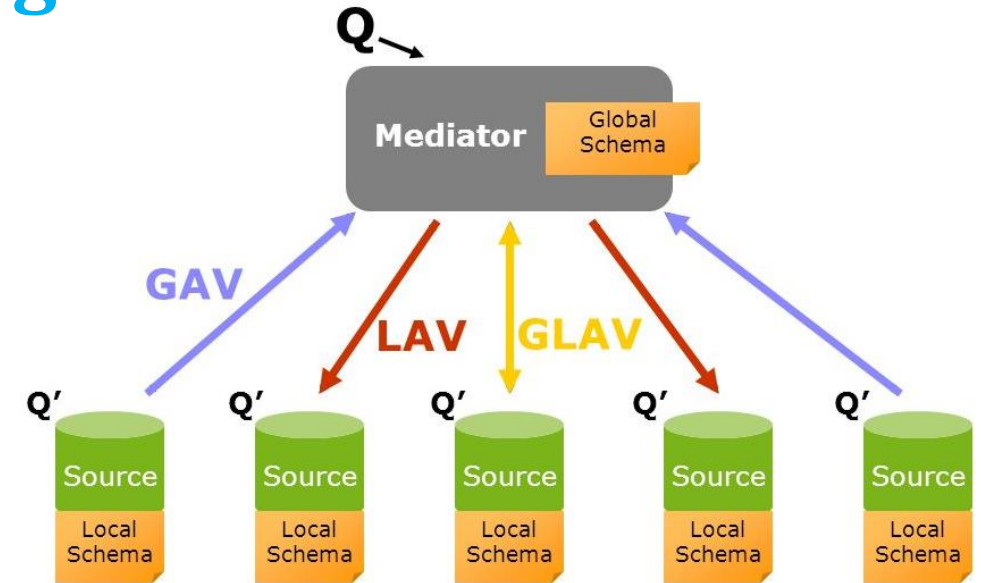 g
Q
Mediator
Global
Schema
GAV
LAV
GLAV
Q’
Q’
Q’
Q’
Q’
Source
Source
Source
Source
Source
Local
Schema
Local
Schema
Local
Schema
Local
Schema
Local
Schema